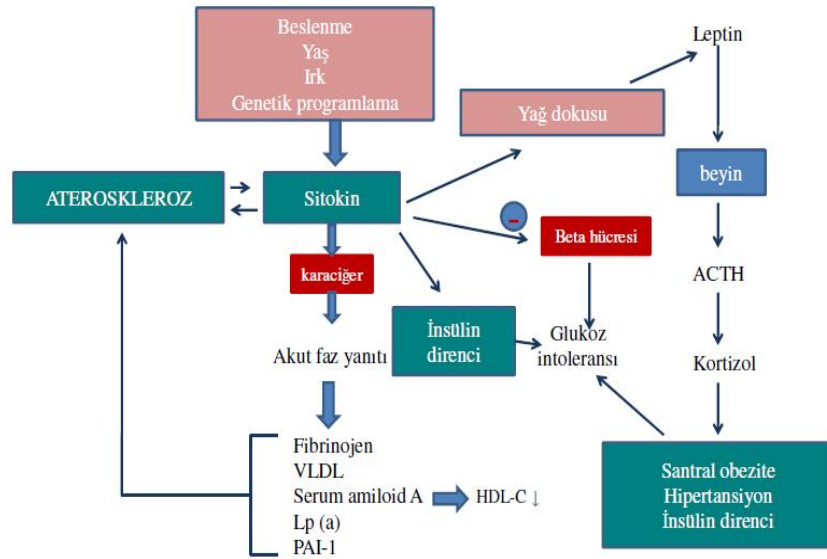 Beslenme
Yaş
Irk
Genetik programlama
Leptin
Yağ dokusu
beyin
ATEROSKLEROZ
Sitokin
-
Beta hücresi
karaciğer
ACTH
İnsülin
direnci
Glukoz
intoleransı
Akut faz yanıtı
Kortizol
Fibrinojen
VLDL
Serum amiloid A
HDL-C ↓
Lp (a)
PAI-1
Santral obezite
Hipertansiyon
İnsülin direnci